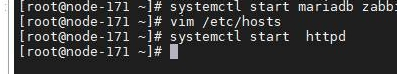 [root@node-171 ~]# systemctl start mariadb zabb
[root@node-171 ~]# vim /etc/hosts
[root@node-171 ~]# systemctl start  httpd
[root@node-171 ~]#